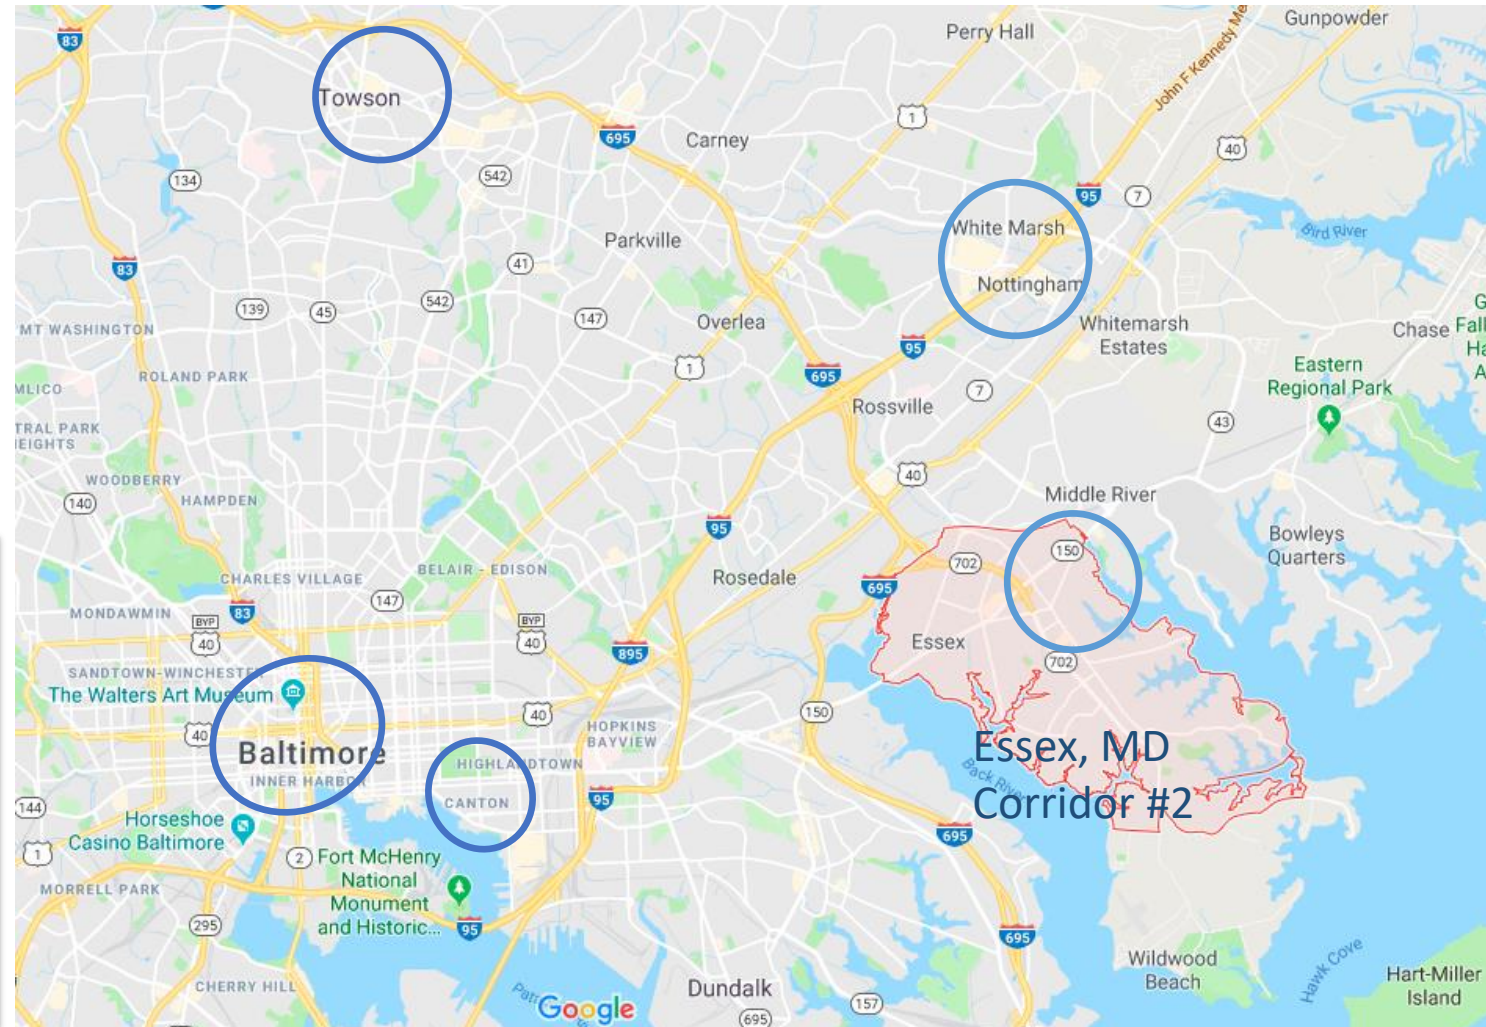 Gunpowder
83
Perry Hall
John F Kennedy Me
Towson
1
695
Carney
40
542
134
95
7
White Marsh
Bird River
Parkville
83
41
Nottingham
542
139
45
147
Overlea
Whitemarsh
Estates
Chase
G
Fall
Ha
A
MT WASHINGTON
95
1
695
Eastern
Regional Park
ROLAND PARK
MLICO
7
Rossville
43
TRAL PARK
HEIGHTS
WOODBERRY
HAMPDEN
140
40
Middle River
95
Bowleys
Quarters
150
702
CHARLES VILLAGE
BELAIR - EDISON
Rosedale
695
147
MONDAWMIN
83
BYP
40
BYP
40
Essex
895
702
SANDTOWN-WINCHESTE
The Walters Art Museum
40
40
150
HOPKINS
BAYVIEW
Baltimore
INNER HARBOR
HIGHLANDTOWN
Essex, MD
Corridor #2
Back River
CANTON
95
144
Horseshoe
Casino Baltimore
695
1
2
Fort McHenry
National
Monument
and Historic...
MORRELL PARK
295
95
695
Wildwood
Beach
Hawk Cove
Hart-Miller
Island
CHERRY HILL
Dundalk
157
Pat
Google
695